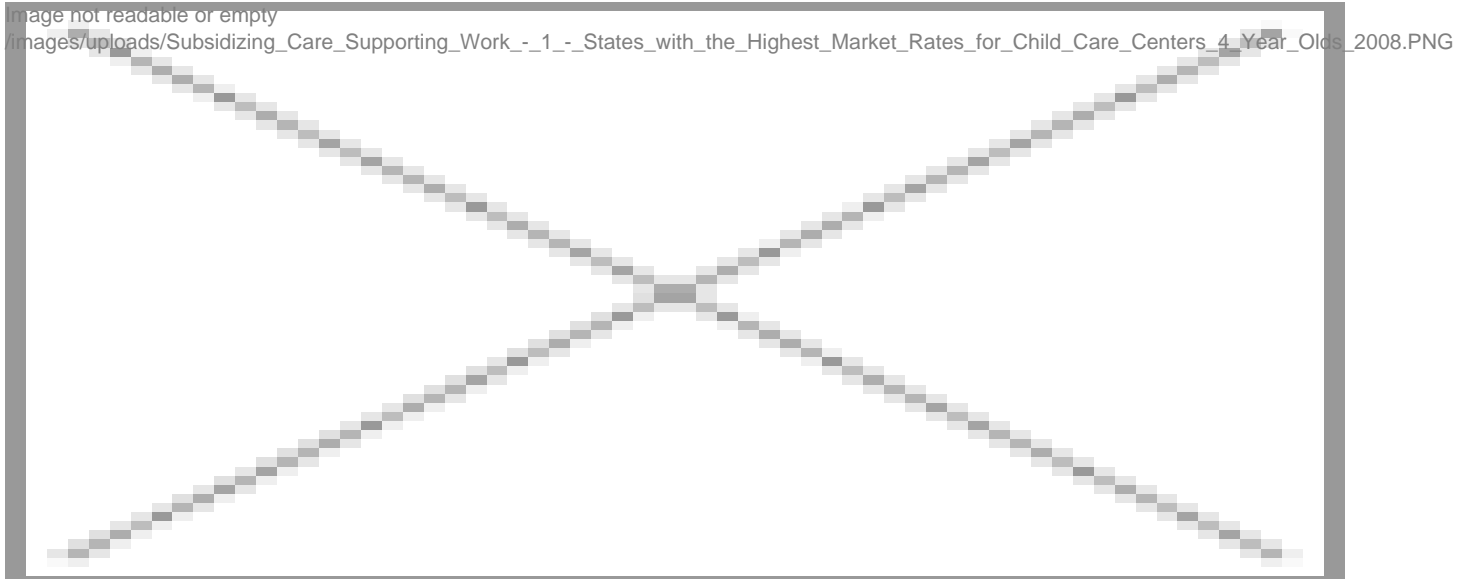 Image not readable or empty
/images/uploads/Subsidizing_Care_Supporting_Work_-_1_-_States_with_the_Highest_Market_Rates_for_Child_Care_Centers_4_Year_Olds_2008.PNG